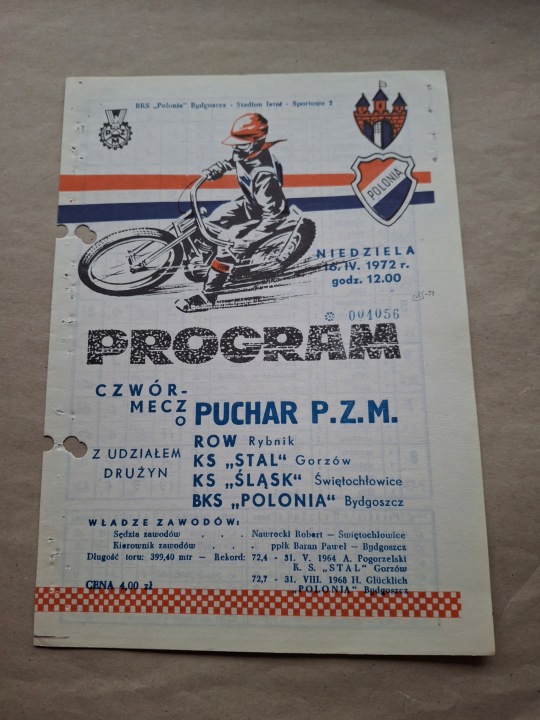 BKS „Polonia” Bydgoszcz - Stadion Leśni - Sportowa 2
POLONIA
NIEDZIELA
16. IV. 1972 r.
godz. 12.00
004056
PROGRAM
CZWÓR-
MECZ
O PUCHAR P.Z.M.
Z UDZIAŁEM
DRUŻYN
ROW Rybnik
KS „STAL” Gorzów
KS „ŚLĄSK” Świętochłowice
BKS „POLONIA” Bydgoszcz
WŁADZE ZAWODÓW:
Sędzia zawodów . . . Nawrocki Robert — Świętochłowice
Kierownik zawodów . . . ppłk Baran Paweł — Bydgoszcz
Długość toru: 399,40 mtr — Rekord: 72,4 - 31. V. 1964 A. Pogorzelski
K. S. „STAL” Gorzów
72,7 - 31. VIII. 1968 H. Glücklich
„POLONIA” Bydgoszcz
CENA 4,00 zł